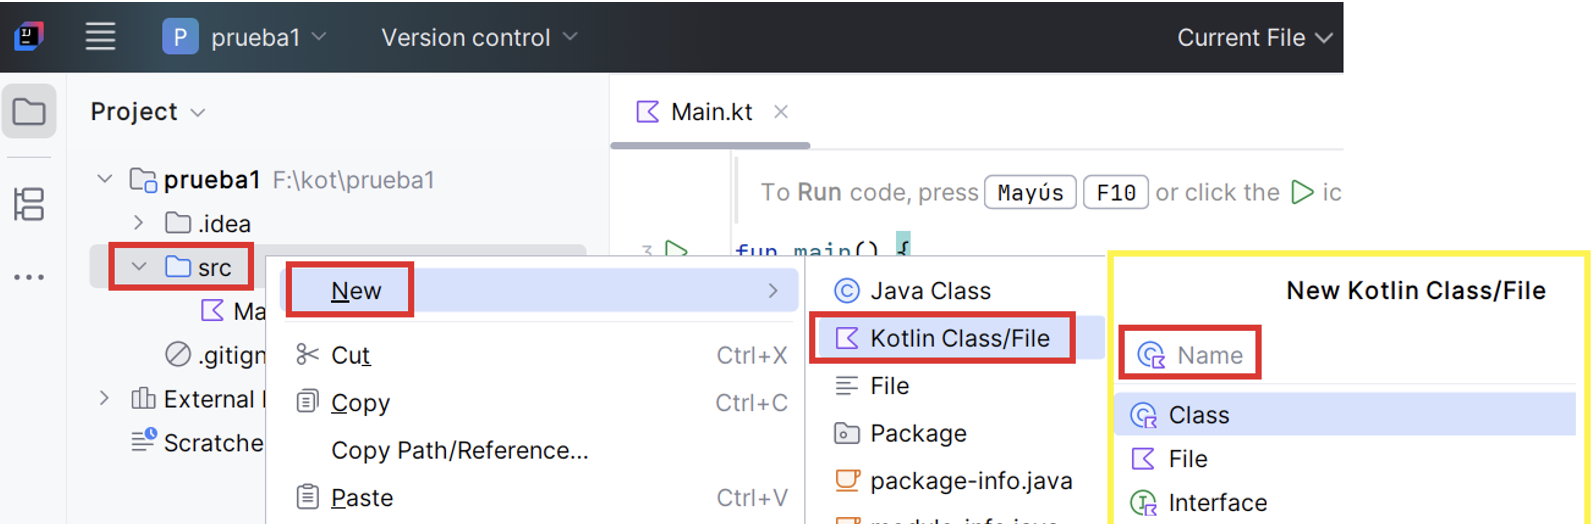 P prueba1 Version control Current File
Project
Main.kt
prueba1 F:\kot\prueba1
To Run code, press Mayús F10 or click the ic
.idea
3 fun main() {
src
New
Java Class
New Kotlin Class/File
Ma
Kotlin Class/File
Name
.gitign
Cut Ctrl+X
File
External
Copy Ctrl+C
Class
Scratche
Package
Copy Path/Reference...
File
package-info.java
Paste Ctrl+V
Interface
module-info.java